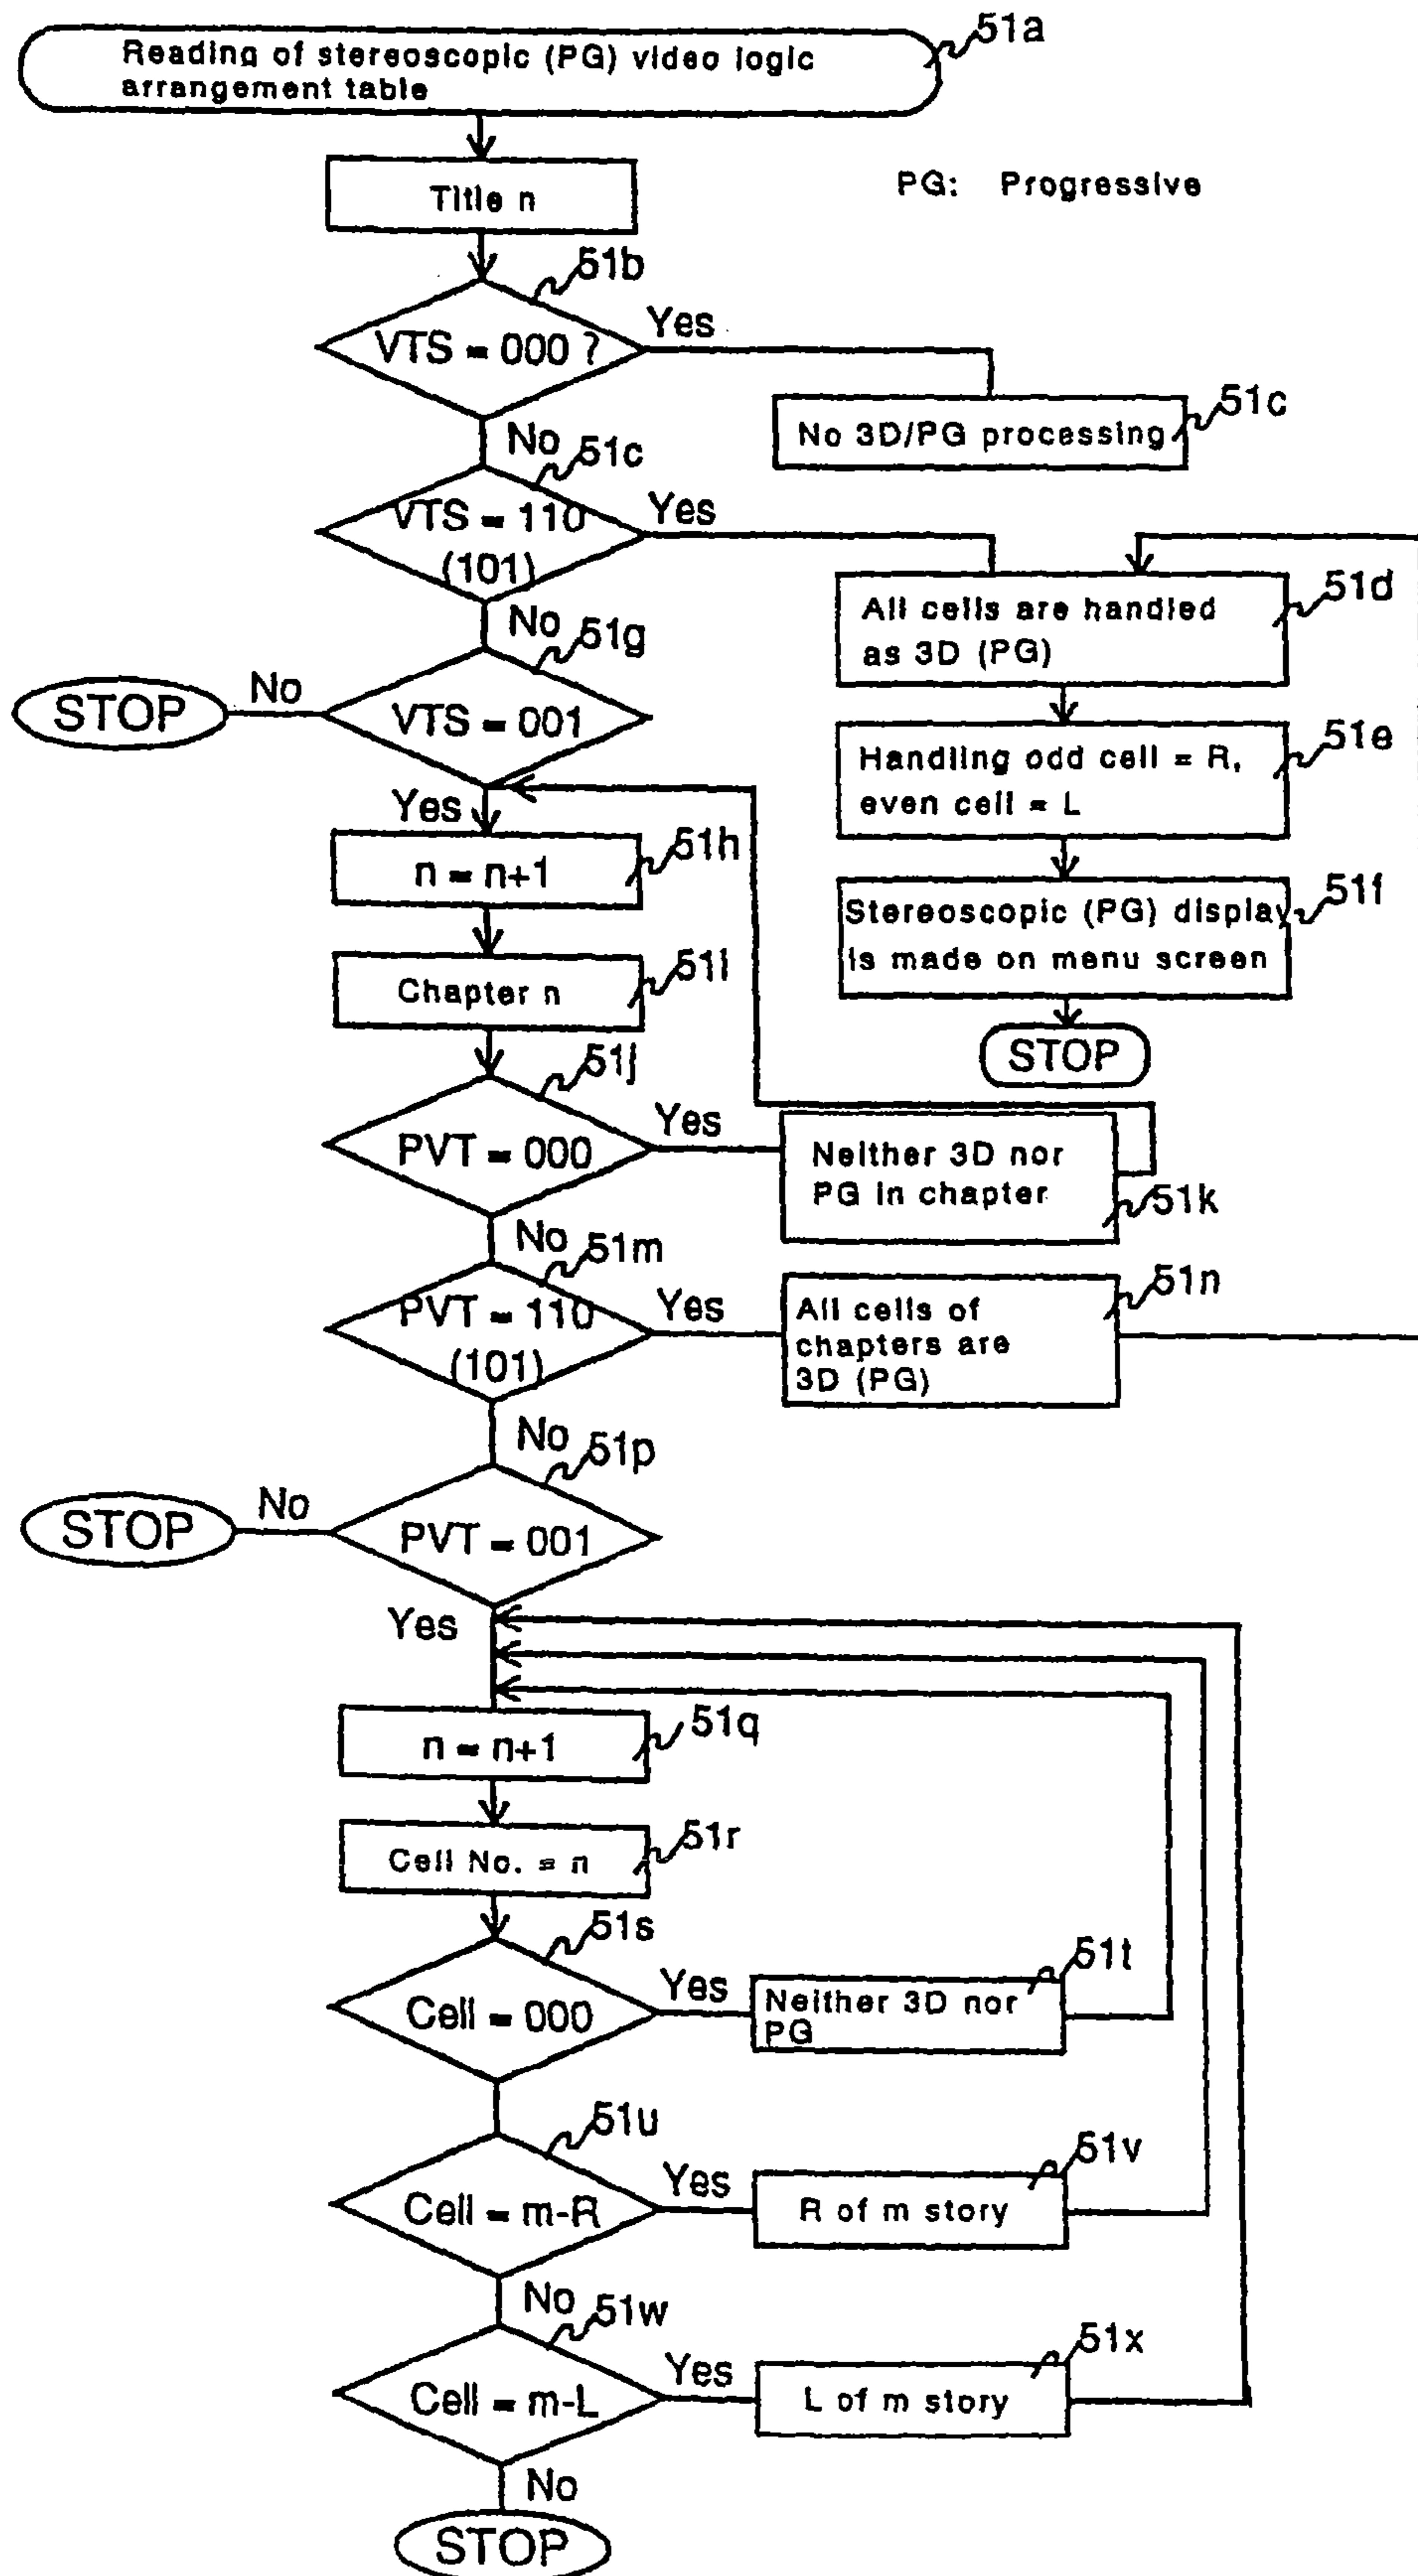 51a
Reading of stereoscopic (PG) video logic
arrangement table
Title n
PG: Progressive
51b
VTS = 000 ?
Yes
51c
No 3D/PG processing
No
51c
VTS = 110
(101)
Yes
51d
All cells are handled
as 3D (PG)
No
51g
VTS = 001
No
STOP
51e
Handling odd cell = R,
even cell = L
Yes
51h
n = n+1
51f
Stereoscopic (PG) display
is made on menu screen
51i
Chapter n
STOP
51j
PVT = 000
Yes
Neither 3D nor
PG in chapter
51k
No
51m
PVT = 110
(101)
Yes
51n
All cells of
chapters are
3D (PG)
No
51p
PVT = 001
No
STOP
Yes
51q
n = n+1
51r
Cell No. = n
51s
Cell = 000
Yes
51t
Neither 3D nor
PG
51u
Cell = m-R
Yes
51v
R of m story
No
51w
Cell = m-L
Yes
51x
L of m story
No
STOP